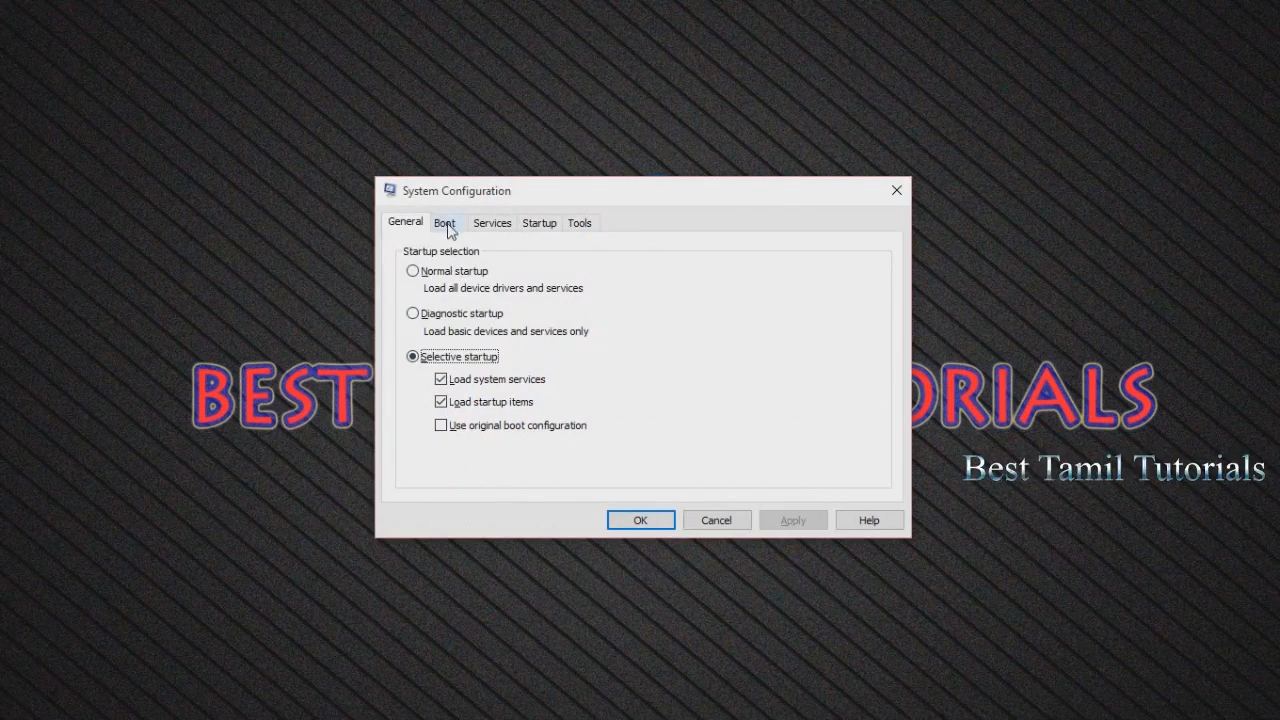 System Configuration
General Boot Services Startup Tools
Startup selection
Normal startup
Load all device drivers and services
Diagnostic startup
Load basic devices and services only
Selective startup
Load system services
Load startup items
Use original boot configuration
BEST ORIALS
Best Tamil Tutorials
OK Cancel Apply Help